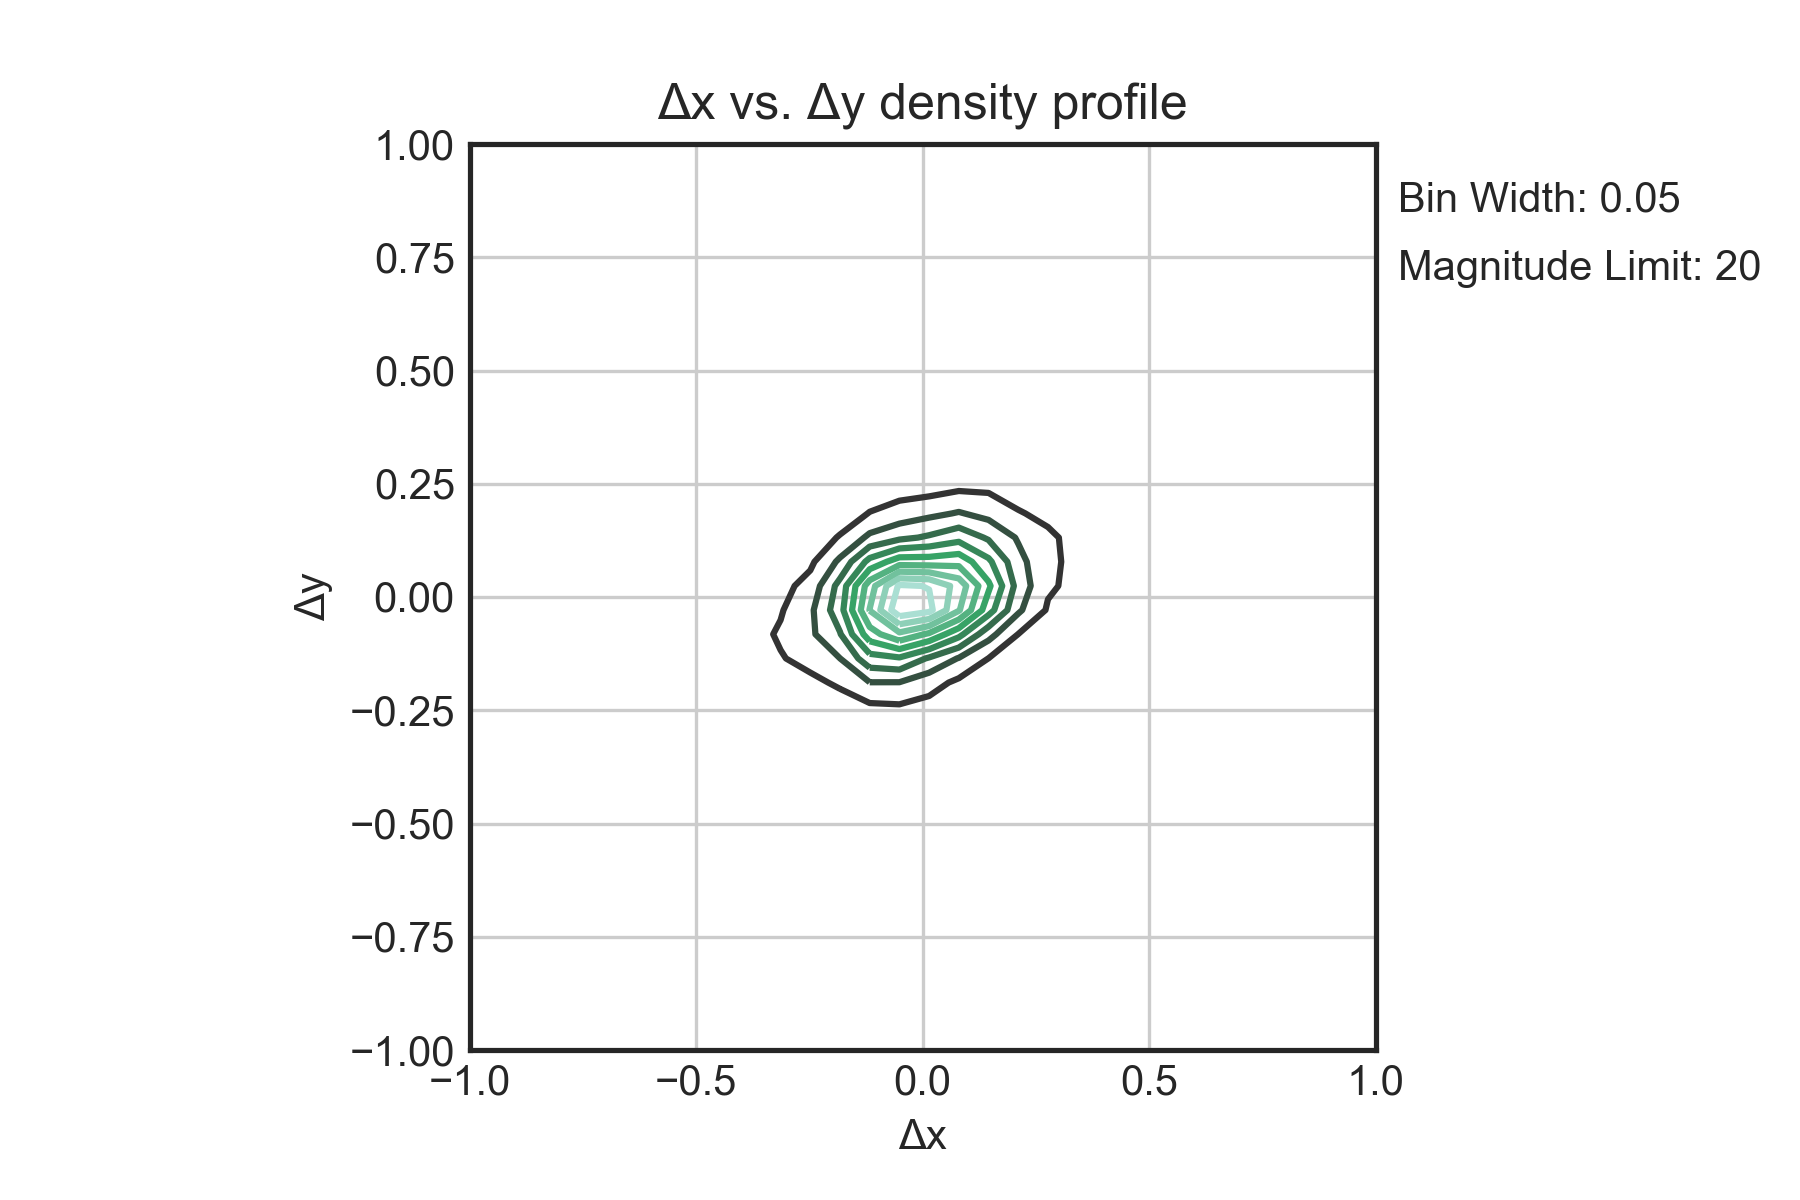 Δx vs. Δy density profile
Bin Width: 0.05
Magnitude Limit: 20
1.00
0.75
0.50
0.25
0.00
−0.25
−0.50
−0.75
−1.00
Δy
−1.0 −0.5 0.0 0.5 1.0
Δx